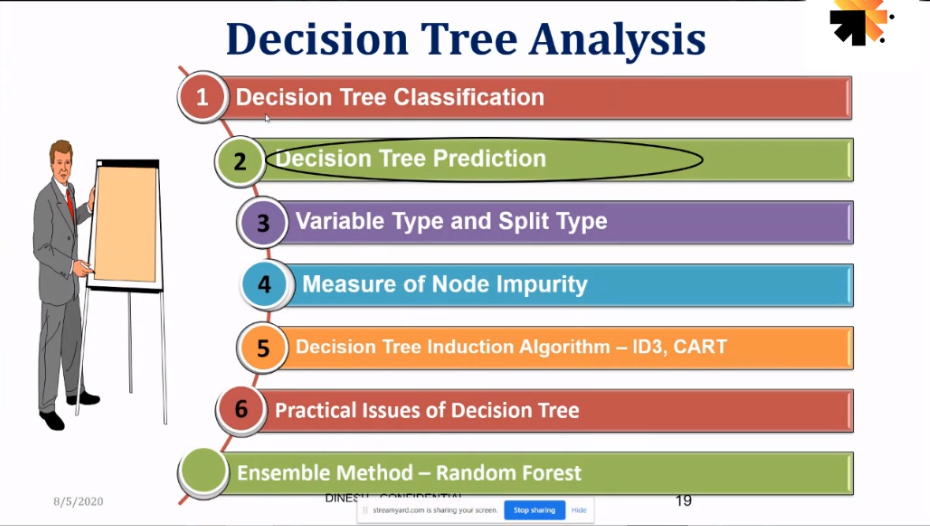 Decision Tree Analysis
1 Decision Tree Classification
2 Decision Tree Prediction
3 Variable Type and Split Type
4 Measure of Node Impurity
5 Decision Tree Induction Algorithm – ID3, CART
6 Practical Issues of Decision Tree
Ensemble Method – Random Forest
8/5/2020
DINESH CONFIDENTIAL
19
streamyard.com is sharing your screen.
Stop sharing
Hide